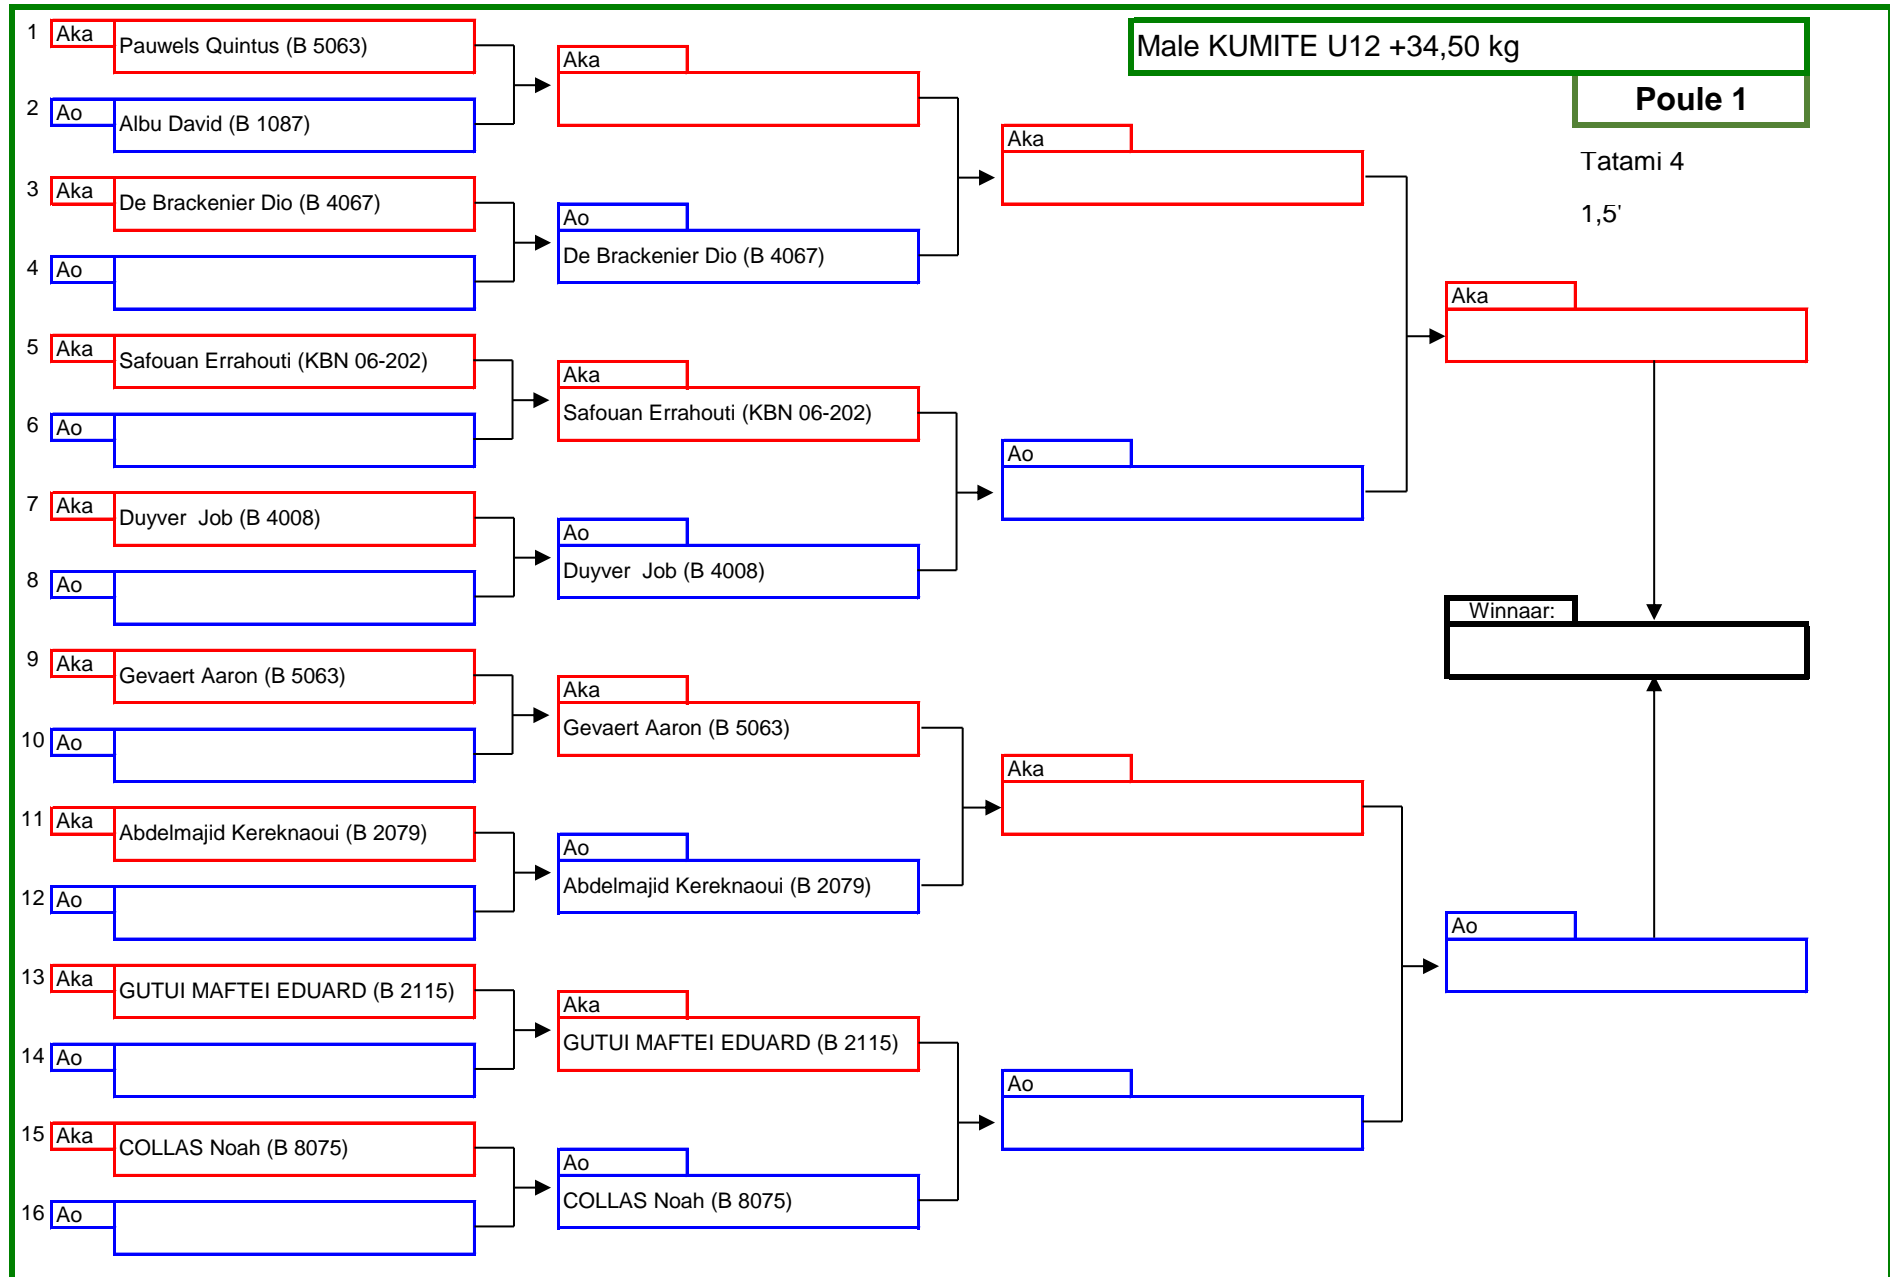 Male KUMITE U12 +34,50 kg
Poule 1
Tatami 4
1,5'
1 Aka
Pauwels Quintus (B 5063)
2 Ao
Albu David (B 1087)
3 Aka
De Brackenier Dio (B 4067)
4 Ao
5 Aka
Safouan Errahouti (KBN 06-202)
6 Ao
7 Aka
Duyver  Job (B 4008)
8 Ao
9 Aka
Gevaert Aaron (B 5063)
10 Ao
11 Aka
Abdelmajid Kereknaoui (B 2079)
12 Ao
13 Aka
GUTUI MAFTEI EDUARD (B 2115)
14 Ao
15 Aka
COLLAS Noah (B 8075)
16 Ao
Aka
Ao
De Brackenier Dio (B 4067)
Aka
Safouan Errahouti (KBN 06-202)
Ao
Duyver  Job (B 4008)
Aka
Gevaert Aaron (B 5063)
Ao
Abdelmajid Kereknaoui (B 2079)
Aka
GUTUI MAFTEI EDUARD (B 2115)
Ao
COLLAS Noah (B 8075)
Aka
Ao
Aka
Ao
Aka
Winnaar:
Ao